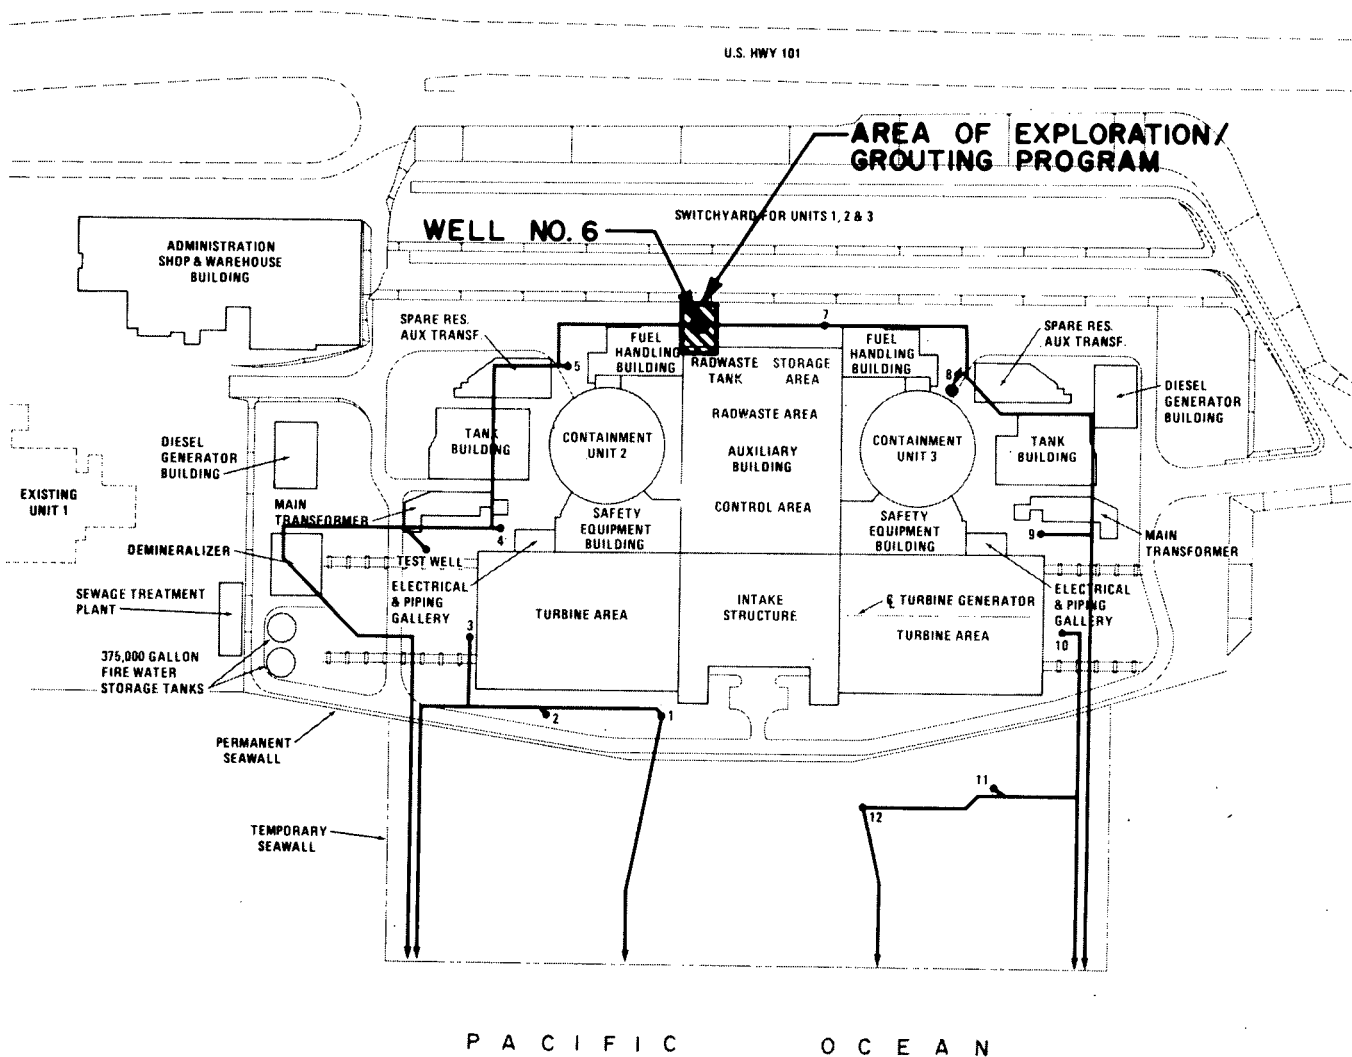 U.S. HWY 101
AREA OF EXPLORATION/
GROUTING PROGRAM
SWITCHYARD FOR UNITS 1, 2 & 3
WELL NO. 6
ADMINISTRATION
SHOP & WAREHOUSE
BUILDING
SPARE RES.
AUX TRANSF.
5
FUEL
HANDLING
BUILDING
RADWASTE
TANK
STORAGE
AREA
7
FUEL
HANDLING
BUILDING
8
SPARE RES.
AUX TRANSF.
DIESEL
GENERATOR
BUILDING
RADWASTE AREA
TANK
BUILDING
CONTAINMENT
UNIT 2
AUXILIARY
BUILDING
CONTAINMENT
UNIT 3
TANK
BUILDING
DIESEL
GENERATOR
BUILDING
EXISTING
UNIT 1
MAIN
TRANSFORMER
CONTROL AREA
SAFETY
EQUIPMENT
BUILDING
SAFETY
EQUIPMENT
BUILDING
4
9
MAIN
TRANSFORMER
DEMINERALIZER
TEST WELL
SEWAGE TREATMENT
PLANT
ELECTRICAL
& PIPING
GALLERY
TURBINE AREA
INTAKE
STRUCTURE
℄ TURBINE GENERATOR
TURBINE AREA
ELECTRICAL
& PIPING
GALLERY
3
10
375,000 GALLON
FIRE WATER
STORAGE TANKS
2
1
PERMANENT
SEAWALL
11
12
TEMPORARY
SEAWALL
PACIFIC OCEAN